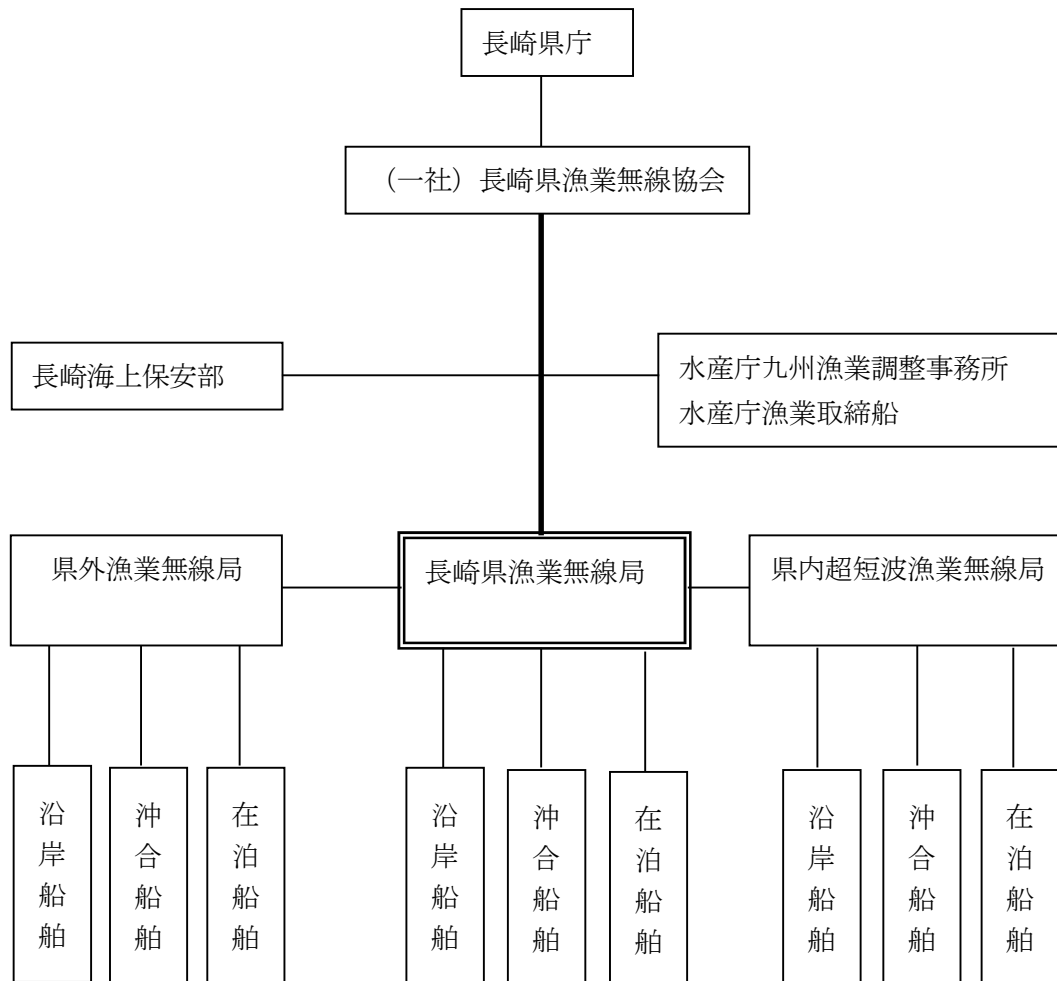 長崎県庁
（一社）長崎県漁業無線協会
長崎海上保安部
水産庁九州漁業調整事務所
水産庁漁業取締船
県外漁業無線局
長崎県漁業無線局
県内超短波漁業無線局
沿岸船舶
沖合船舶
在泊船舶
沿岸船舶
沖合船舶
在泊船舶
沿岸船舶
沖合船舶
在泊船舶